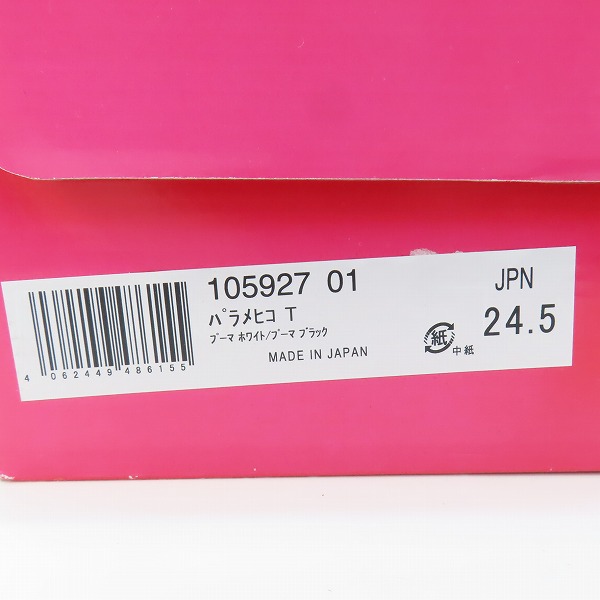 105927 01
パラメヒコ T
プーマ ホワイト/プーマ ブラック
MADE IN JAPAN
4 062449 486155
紙
中紙
JPN
24.5